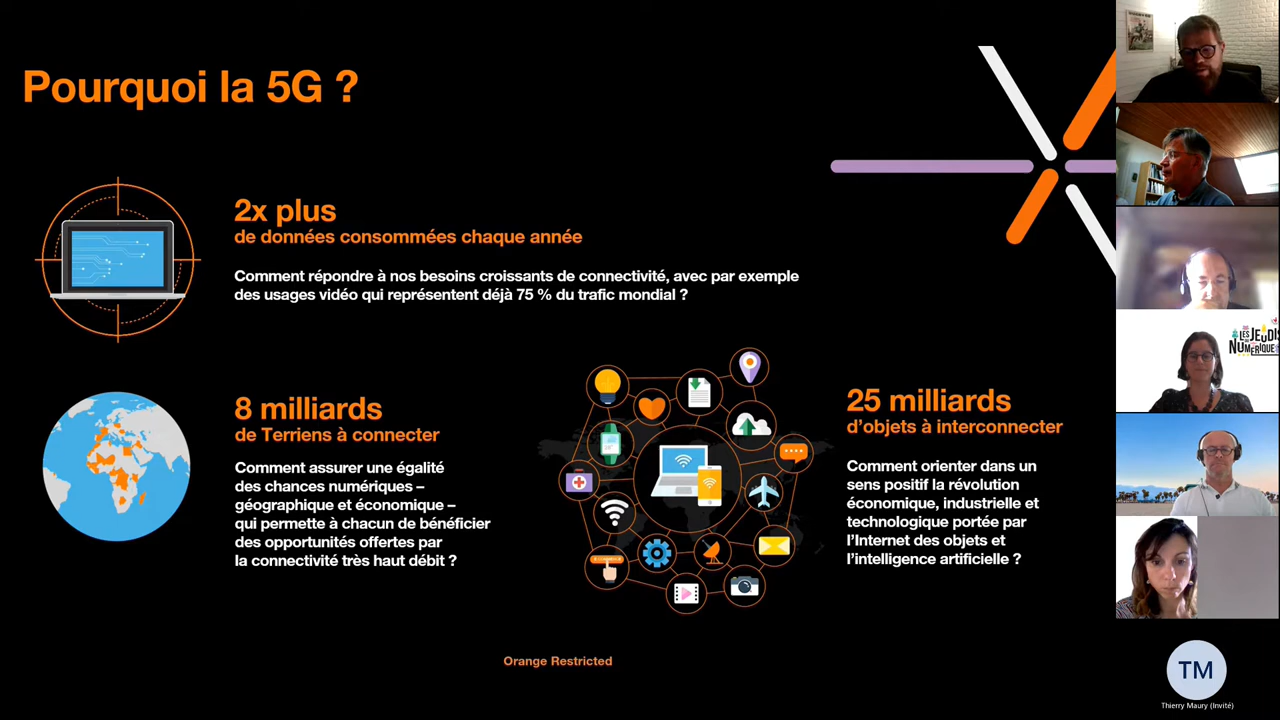 Pourquoi la 5G ?
2x plus
de données consommées chaque année
Comment répondre à nos besoins croissants de connectivité, avec par exemple
des usages vidéo qui représentent déjà 75 % du trafic mondial ?
8 milliards
de Terriens à connecter
Comment assurer une égalité
des chances numériques –
géographique et économique –
qui permette à chacun de bénéficier
des opportunités offertes par
la connectivité très haut débit ?
25 milliards
d'objets à interconnecter
Comment orienter dans un
sens positif la révolution
économique, industrielle et
technologique portée par
l'Internet des objets et
l'intelligence artificielle ?
Orange Restricted
LES JEUDIS
NUMÉRIQUE
TM
Thierry Maury (Invité)